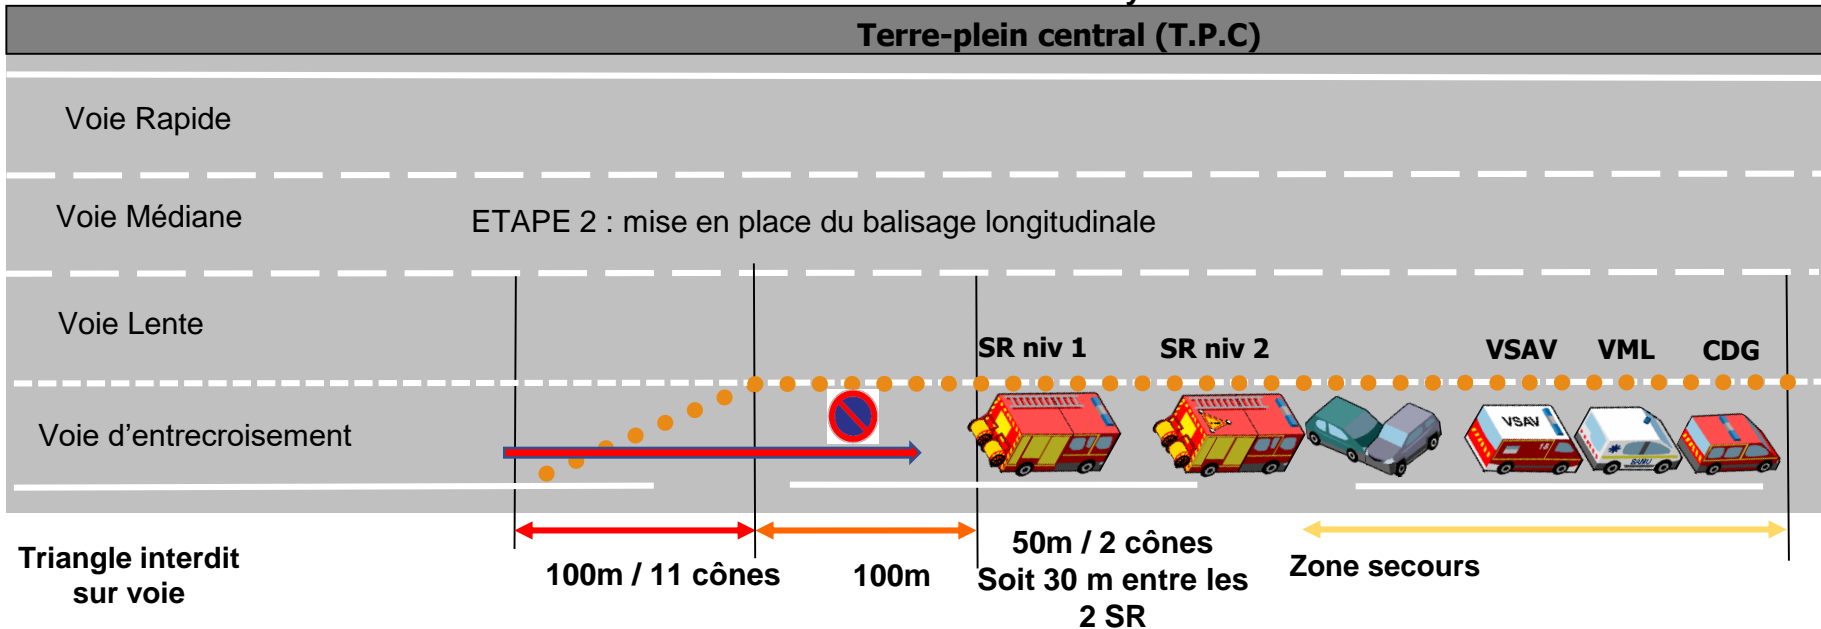 Terre-plein central (T.P.C)
Voie Rapide
Voie Médiane
ETAPE 2 : mise en place du balisage longitudinale
Voie Lente
SR niv 1
SR niv 2
VSAV
VML
CDG
Voie d'entrecroisement
VSAV
18
SAMU
Triangle interdit
sur voie
100m / 11 cônes
100m
50m / 2 cônes
Soit 30 m entre les
2 SR
Zone secours